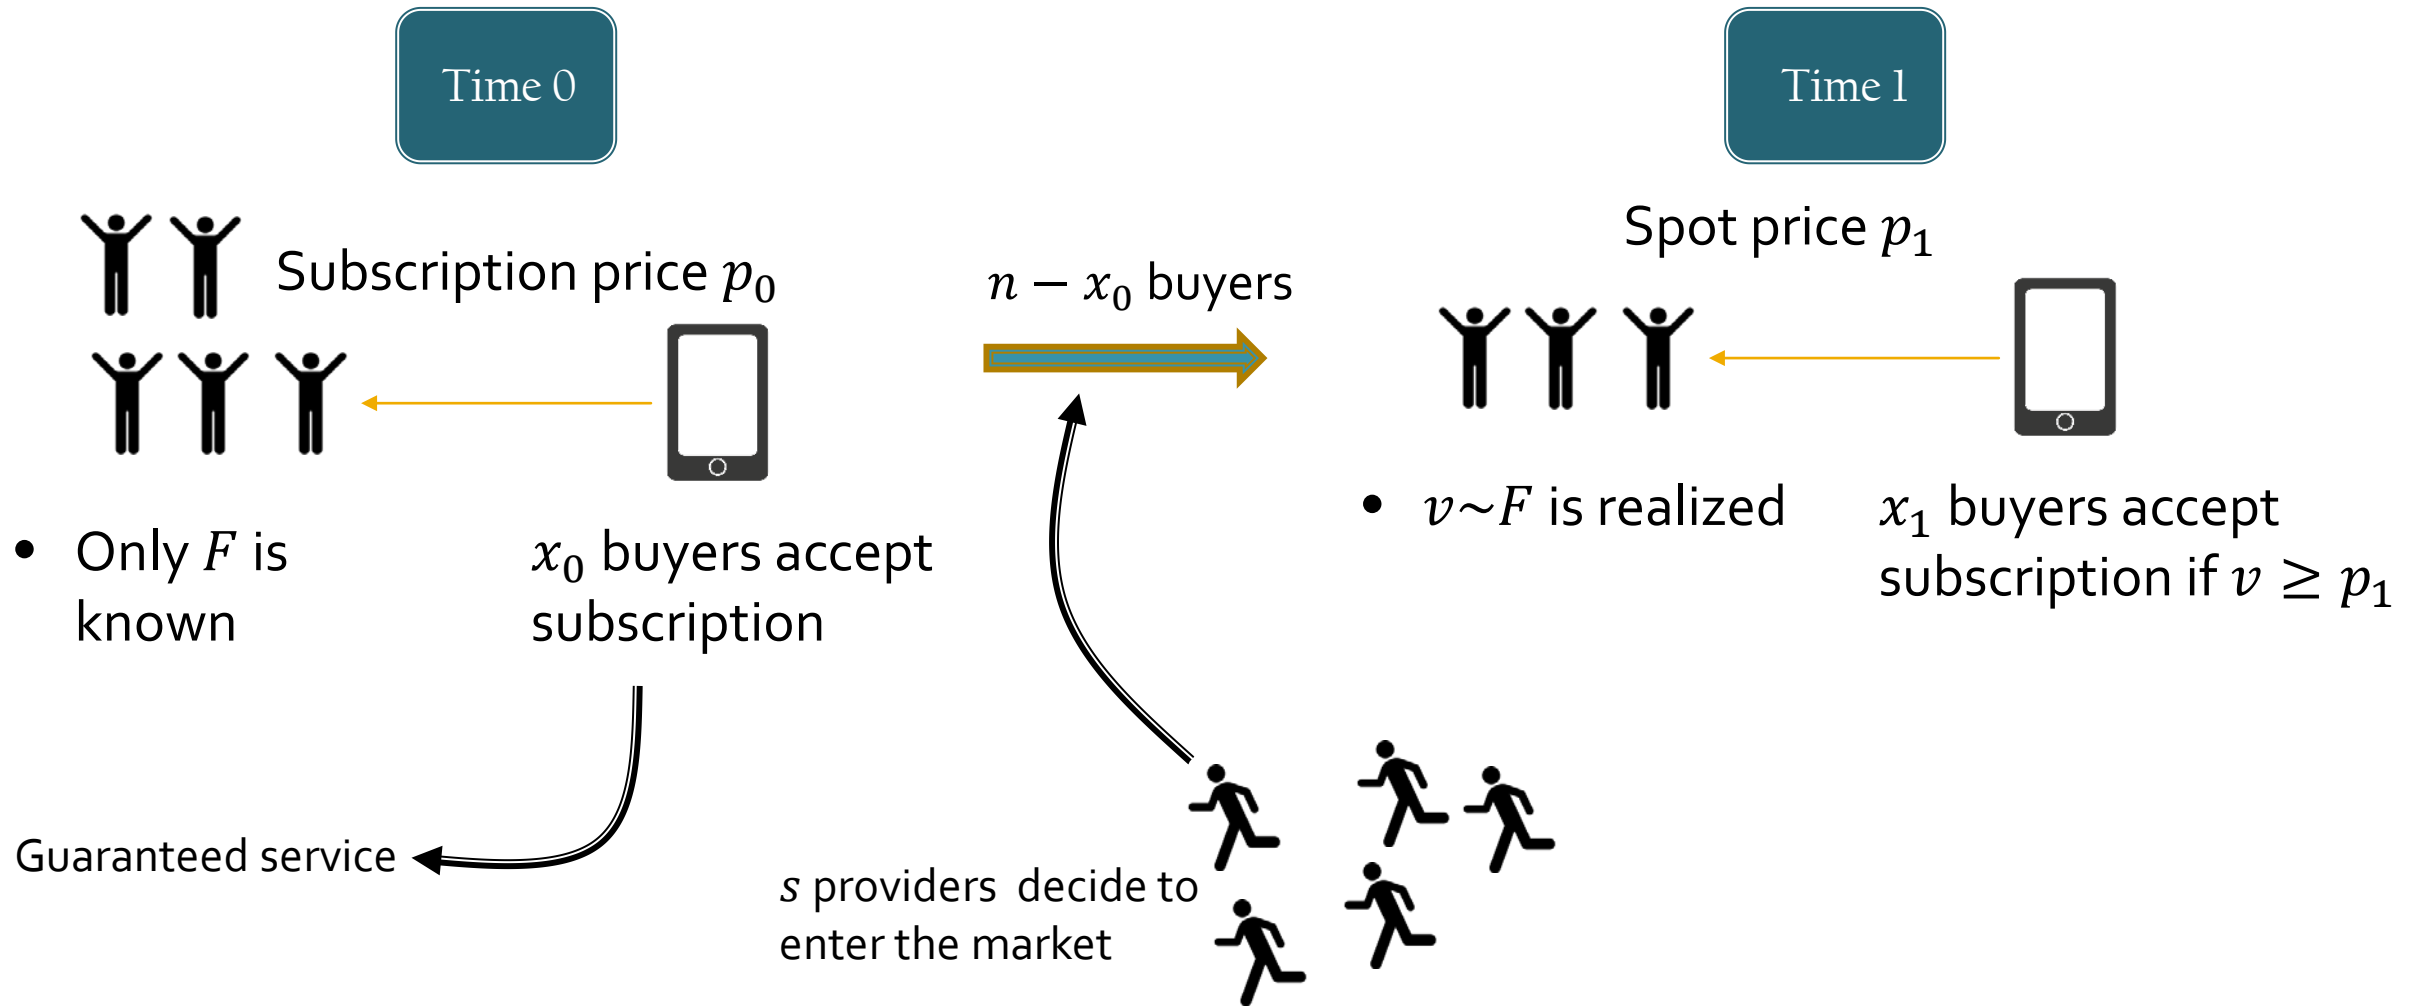 Time 0
Time 1
Subscription price p₀
n − x₀ buyers
Spot price p₁
• Only F is
known
x₀ buyers accept
subscription
• v~F is realized
x₁ buyers accept
subscription if v ≥ p₁
Guaranteed service
s providers decide to
enter the market